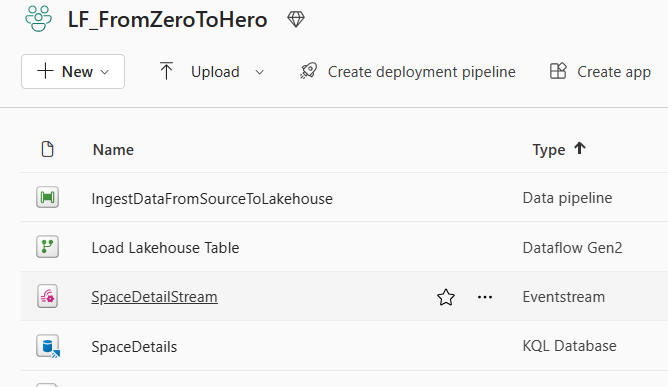 LF_FromZeroToHero
New Upload Create deployment pipeline Create app
Name Type
IngestDataFromSourceToLakehouse Data pipeline
Load Lakehouse Table Dataflow Gen2
SpaceDetailStream Eventstream
SpaceDetails KQL Database